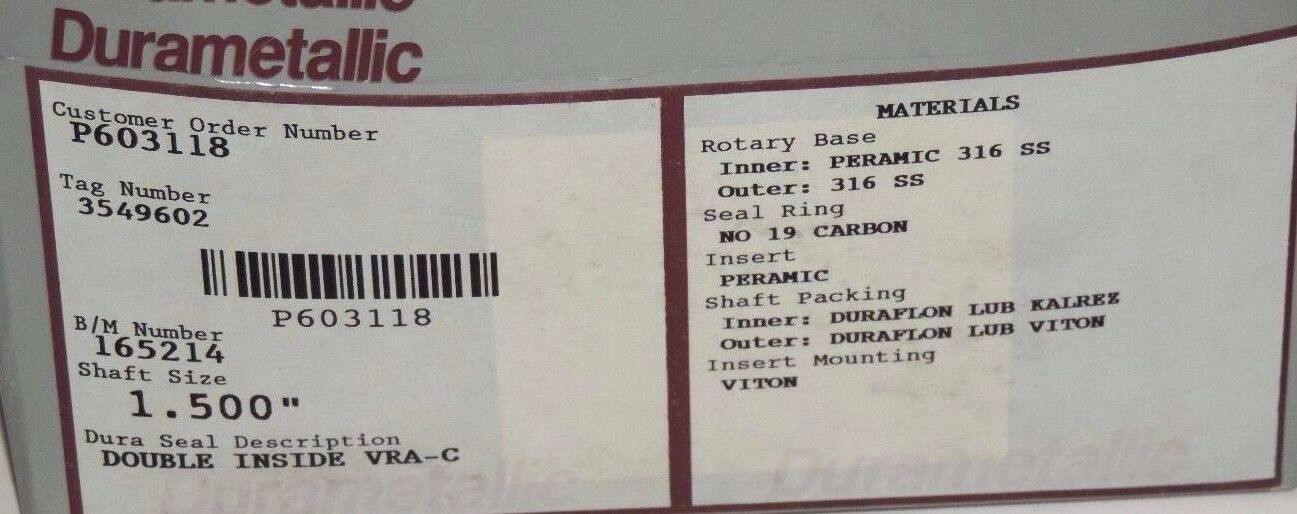 Durametallic
Durametallic
Customer Order Number
P603118
Tag Number
3549602
P603118
B/M Number
165214
Shaft Size
1.500"
Dura Seal Description
DOUBLE INSIDE VRA-C
MATERIALS
Rotary Base
Inner: PERAMIC 316 SS
Outer: 316 SS
Seal Ring
NO 19 CARBON
Insert
PERAMIC
Shaft Packing
Inner: DURAFLON LUB KALREZ
Outer: DURAFLON LUB VITON
Insert Mounting
VITON
Durametallic
Durametallic